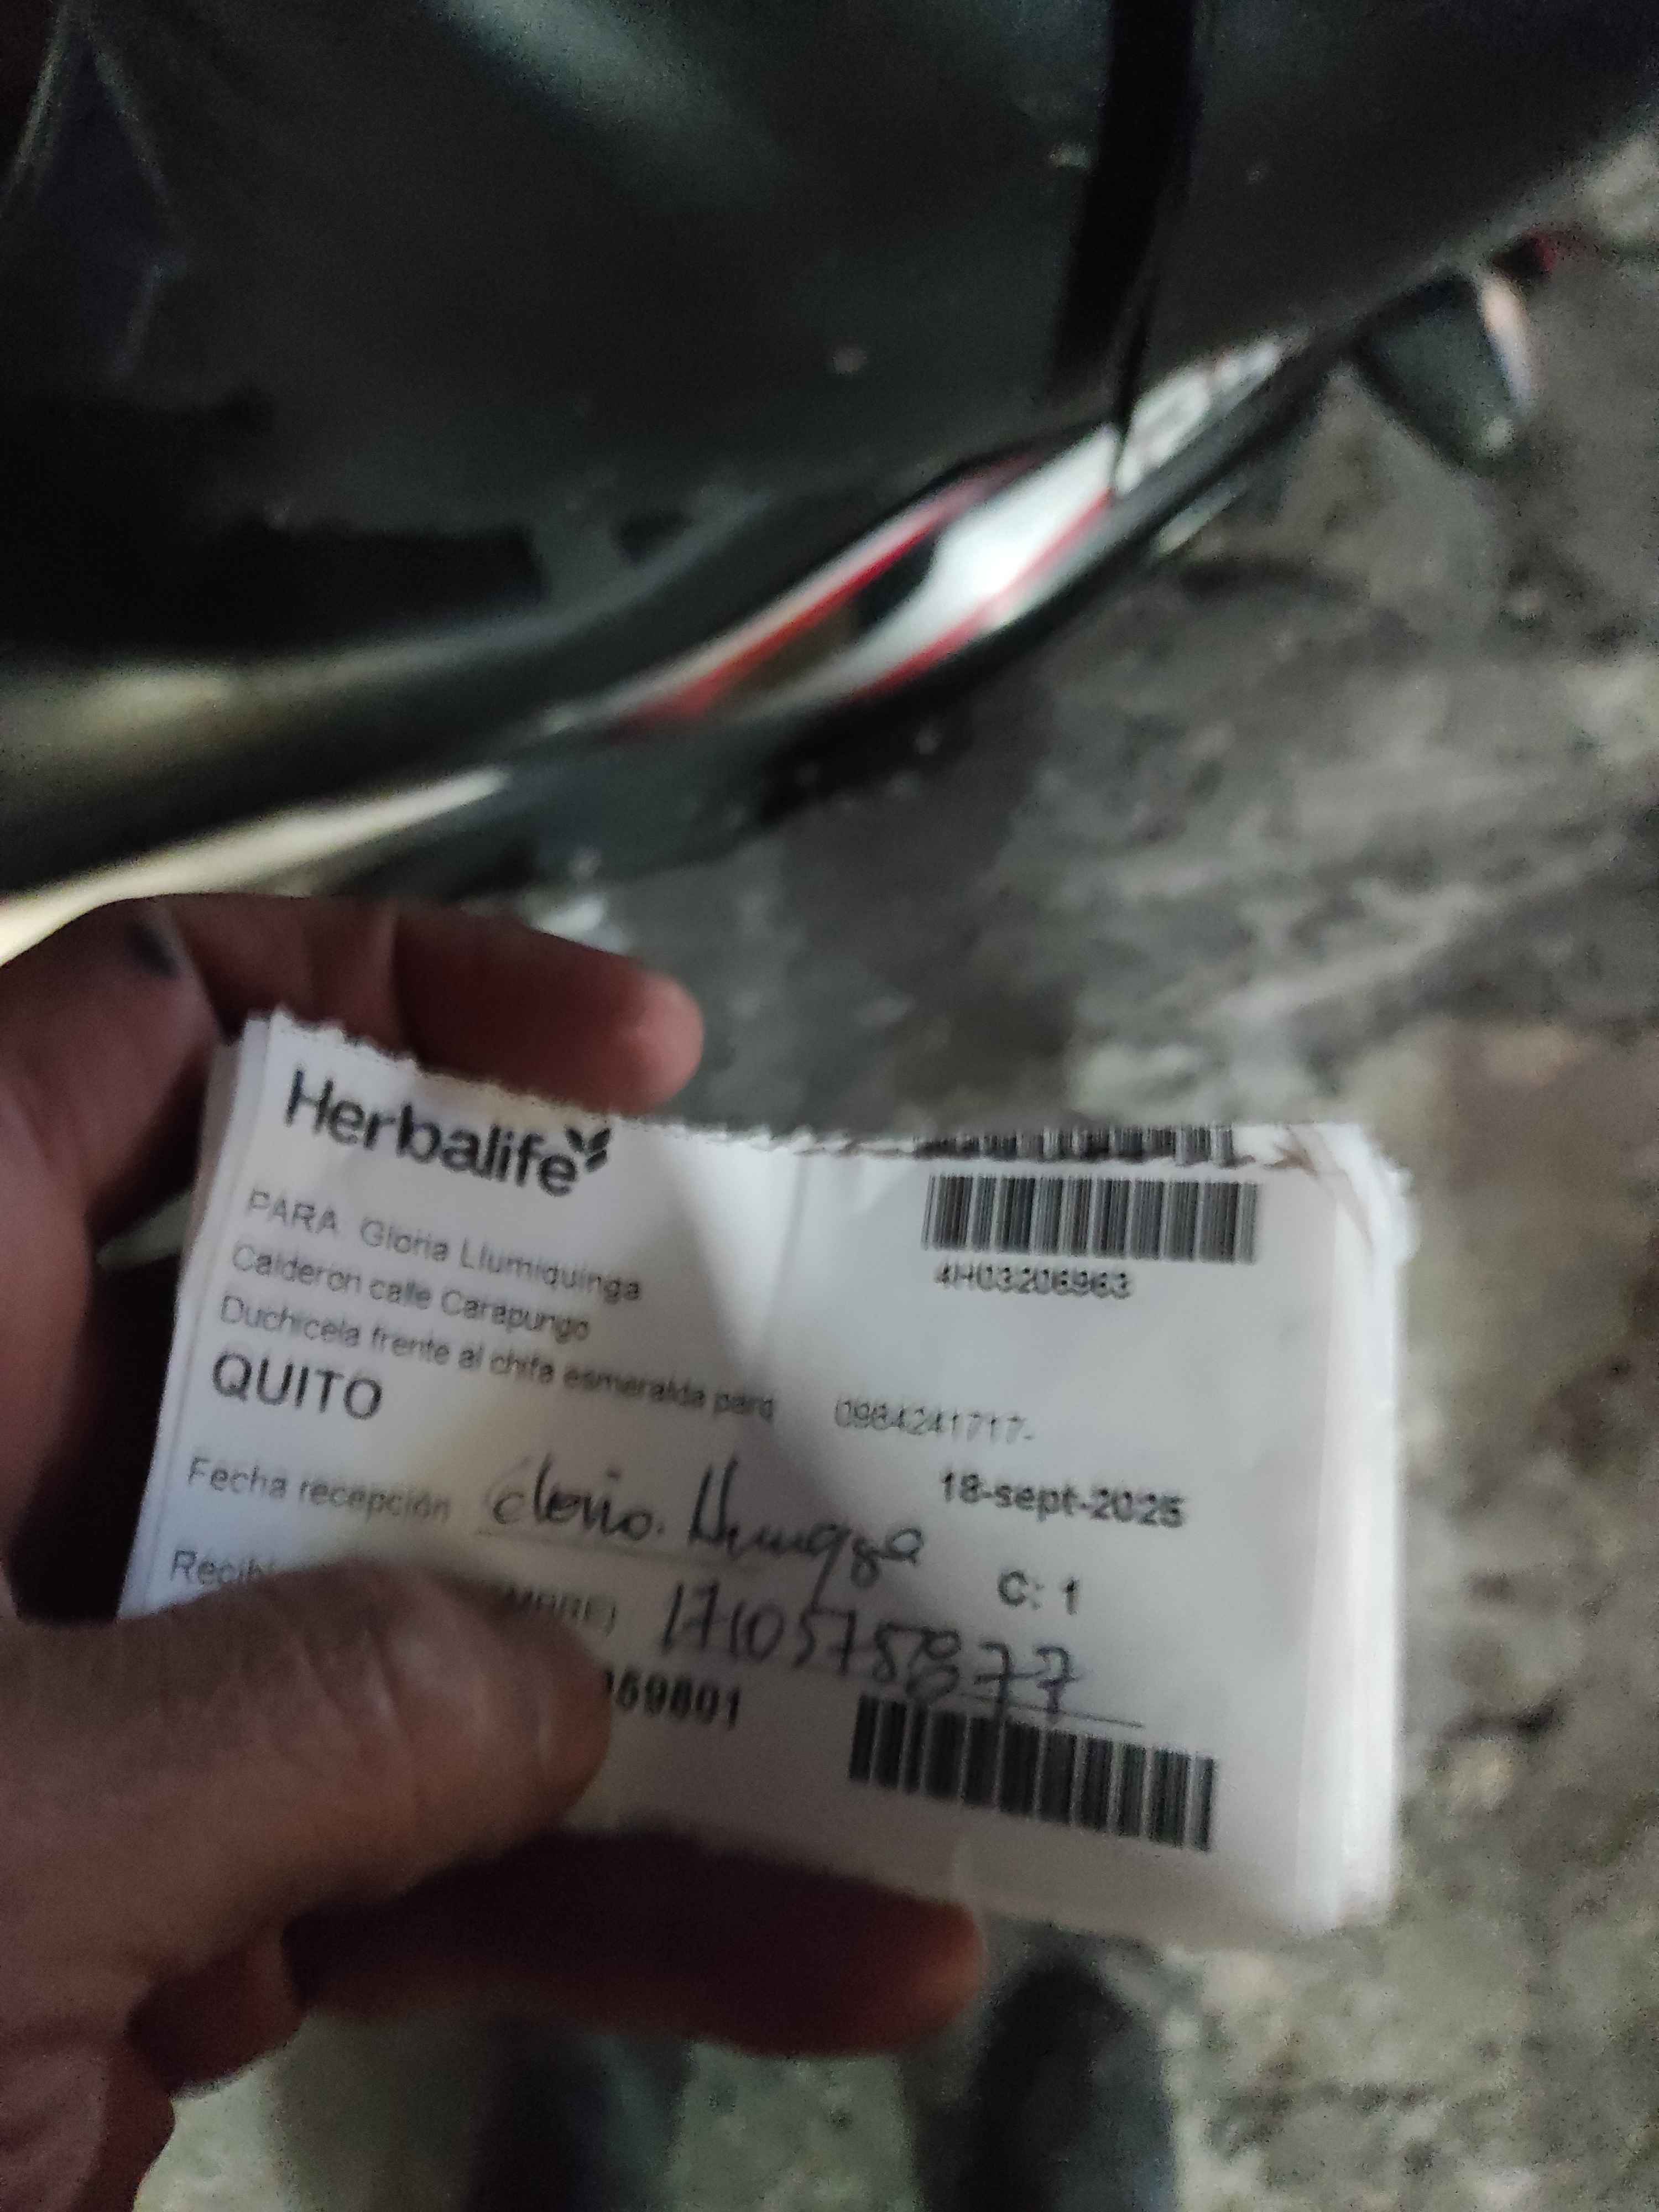 Herbalife
4H03206963
PARA Gloria Llumiquinga
Calderon calle Carapungo
Duchicela frente al chifa esmeralda parq
0984241717-
QUITO
18-sept-2025
Fecha recepción
C: 1
1710578877
59801